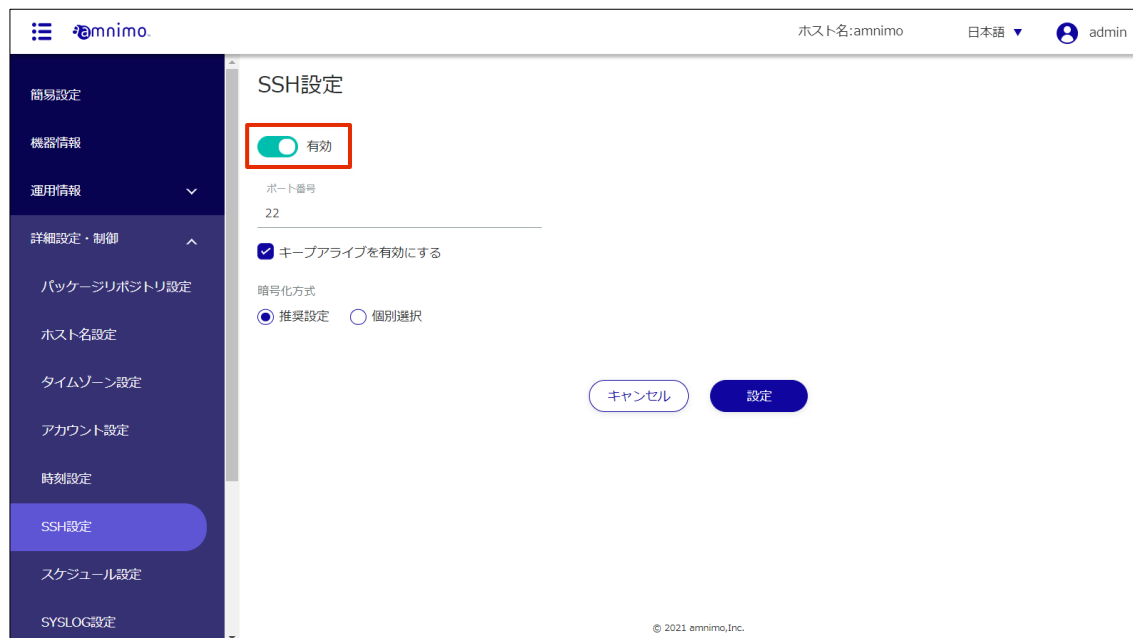 amnimo
ホスト名:amnimo
日本語 ▼
admin
簡易設定
機器情報
運用情報
詳細設定・制御
パッケージリポジトリ設定
ホスト名設定
タイムゾーン設定
アカウント設定
時刻設定
SSH設定
スケジュール設定
SYSLOG設定
SSH設定
有効
ポート番号
22
キープアライブを有効にする
暗号化方式
推奨設定 個別選択
キャンセル 設定
© 2021 amnimo,Inc.